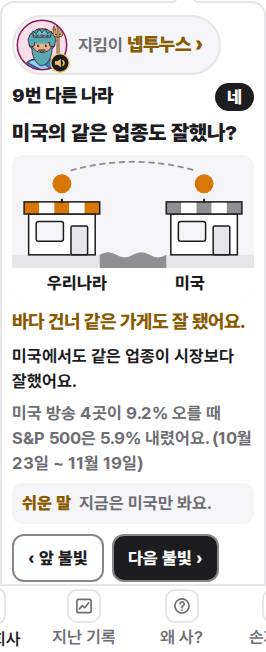 지킴이 넵투누스 ›
9번 다른 나라 네
미국의 같은 업종도 잘했나?
우리나라 미국
바다 건너 같은 가게도 잘 됐어요.
미국에서도 같은 업종이 시장보다
잘했어요.
미국 방송 4곳이 9.2% 오를 때
S&P 500은 5.9% 내렸어요. (10월
23일 ~ 11월 19일)
쉬운 말 지금은 미국만 봐요.
‹ 앞 불빛 다음 불빛 ›
회사 지난 기록 왜 사?